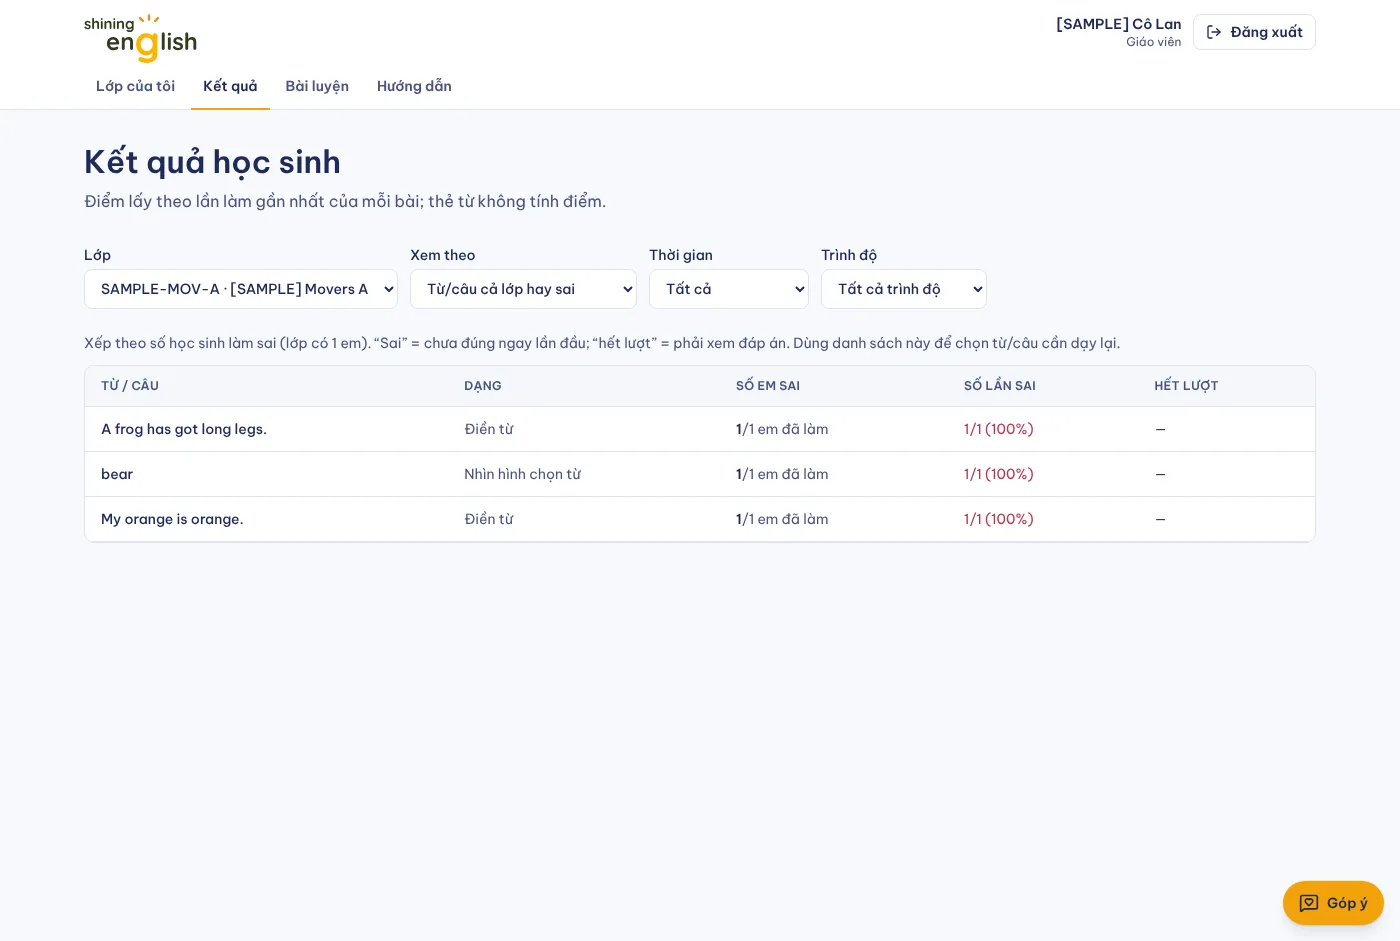 shining
english
[SAMPLE] Cô Lan
Giáo viên
Đăng xuất
Lớp của tôi
Kết quả
Bài luyện
Hướng dẫn
Kết quả học sinh
Điểm lấy theo lần làm gần nhất của mỗi bài; thẻ từ không tính điểm.
Lớp
Xem theo
Thời gian
Trình độ
SAMPLE-MOV-A · [SAMPLE] Movers A
Từ/câu cả lớp hay sai
Tất cả
Tất cả trình độ
Xếp theo số học sinh làm sai (lớp có 1 em). “Sai” = chưa đúng ngay lần đầu; “hết lượt” = phải xem đáp án. Dùng danh sách này để chọn từ/câu cần dạy lại.
TỪ / CÂU DẠNG SỐ EM SAI SỐ LẦN SAI HẾT LƯỢT
A frog has got long legs. Điền từ 1/1 em đã làm 1/1 (100%) —
bear Nhìn hình chọn từ 1/1 em đã làm 1/1 (100%) —
My orange is orange. Điền từ 1/1 em đã làm 1/1 (100%) —
Góp ý